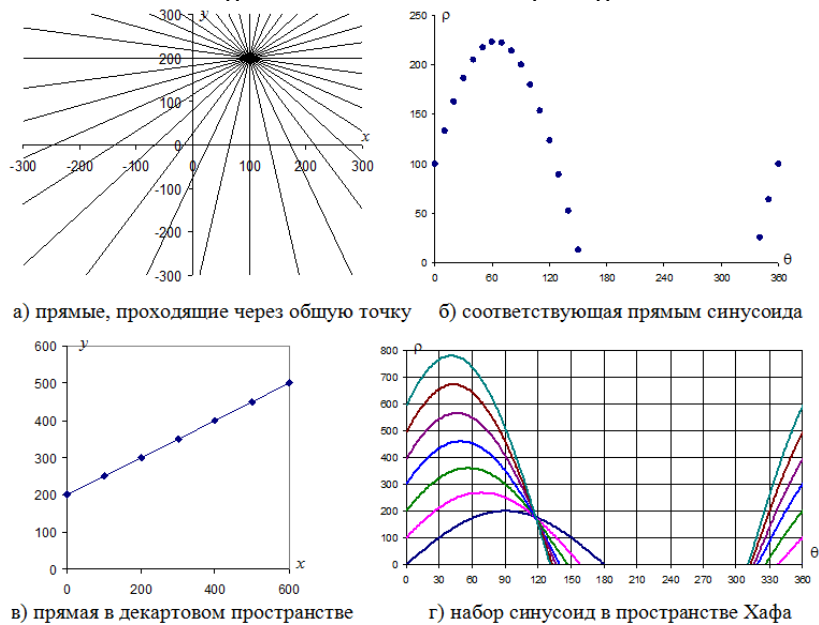 y
300
200
100
0
-100
-200
-300
-300 -200 -100 0 100 200 300
x
ρ
250
200
150
100
50
0
0 60 120 180 240 300 360
θ
а) прямые, проходящие через общую точку
б) соответствующая прямым синусоида
y
600
500
400
300
200
100
0
0 200 400 600
x
ρ
800
700
600
500
400
300
200
100
0
0 30 60 90 120 150 180 210 240 270 300 330 360
θ
в) прямая в декартовом пространстве
г) набор синусоид в пространстве Хафа